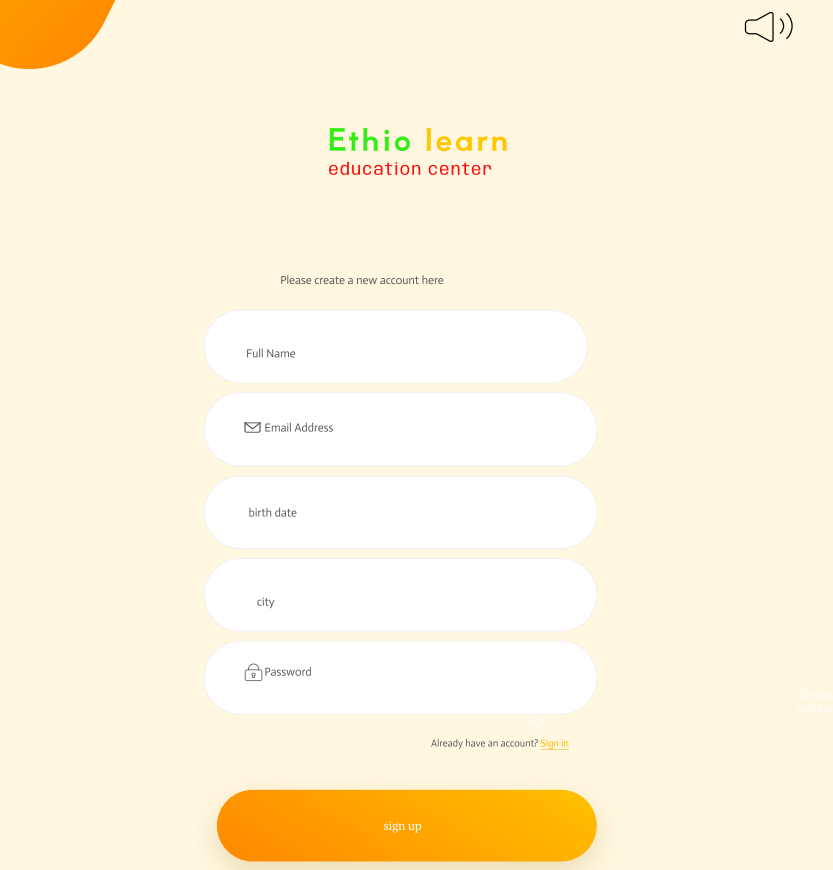 Ethio learn
education center
Please create a new account here
Full Name
Email Address
birth date
city
Password
Already have an account? Sign in
sign up